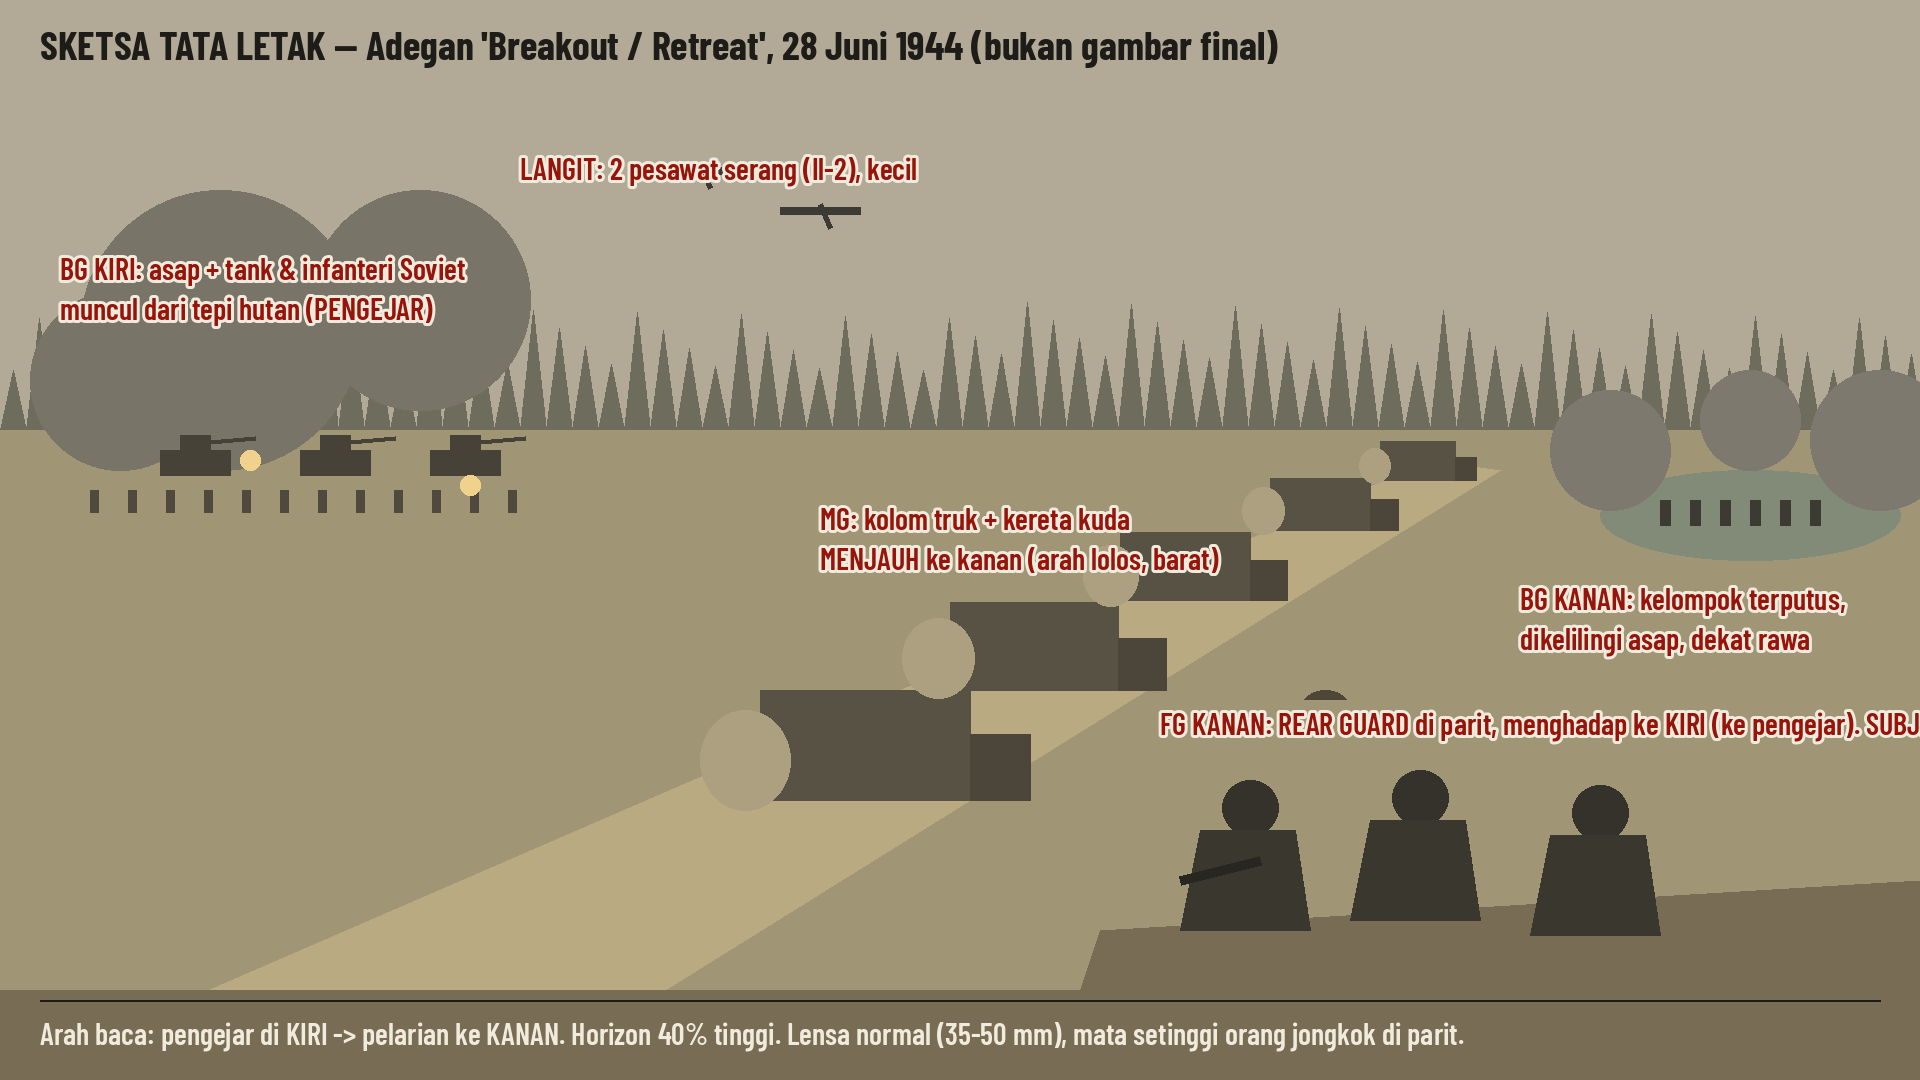 SKETSA TATA LETAK — Adegan 'Breakout / Retreat', 28 Juni 1944 (bukan gambar final)
LANGIT: 2 pesawat serang (Il-2), kecil
BG KIRI: asap + tank & infanteri Soviet
muncul dari tepi hutan (PENGEJAR)
MG: kolom truk + kereta kuda
MENJAUH ke kanan (arah lolos, barat)
BG KANAN: kelompok terputus,
dikelilingi asap, dekat rawa
FG KANAN: REAR GUARD di parit, menghadap ke KIRI (ke pengejar). SUBJ
Arah baca: pengejar di KIRI -> pelarian ke KANAN. Horizon 40% tinggi. Lensa normal (35-50 mm), mata setinggi orang jongkok di parit.